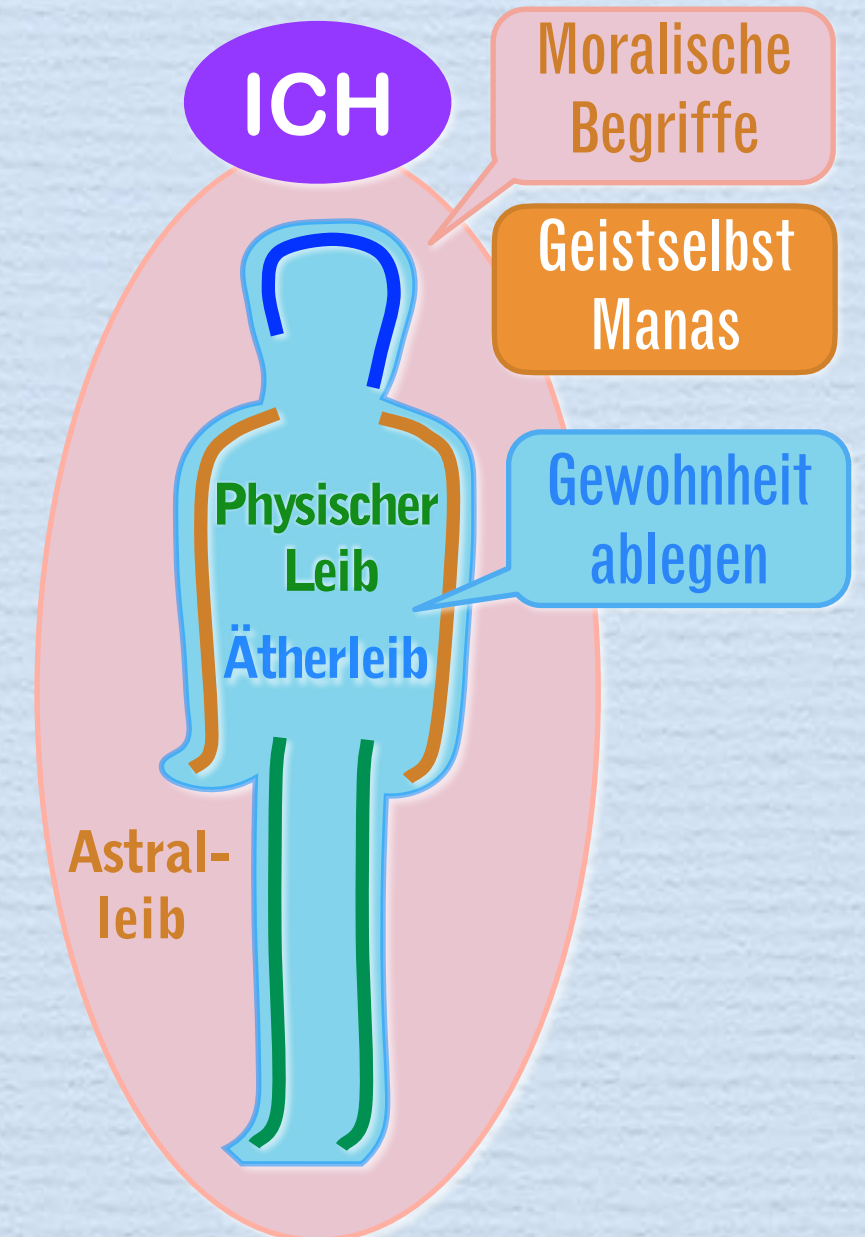 ICH
Moralische
Begriffe
Geistselbst
Manas
Gewohnheit
ablegen
Physischer
Leib
Ätherleib
Astral-
leib